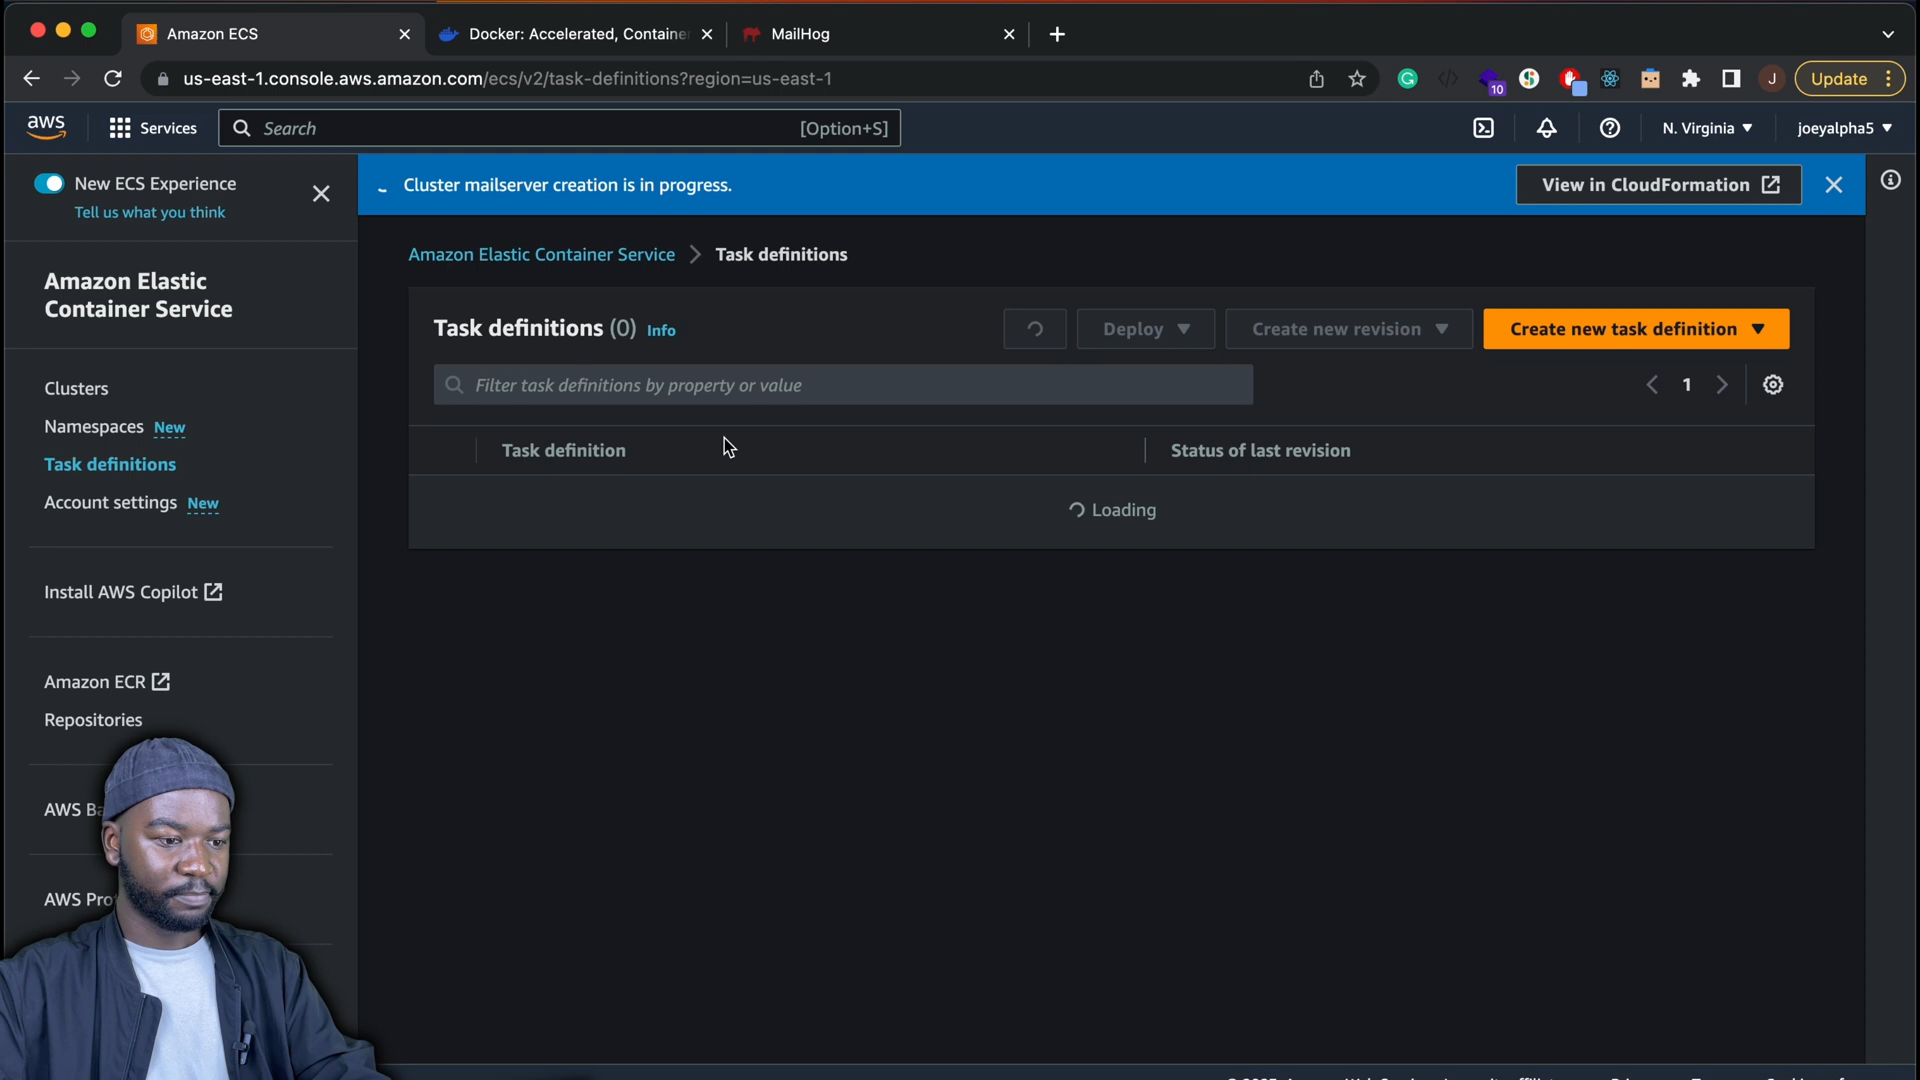 Amazon ECS
Docker: Accelerated, Containe
MailHog
us-east-1.console.aws.amazon.com/ecs/v2/task-definitions?region=us-east-1
10
J
Update
aws
Services
Search
[Option+S]
N. Virginia
joeyalpha5
New ECS Experience
Tell us what you think
Cluster mailserver creation is in progress.
View in CloudFormation
Amazon Elastic Container Service
Task definitions
Amazon Elastic
Container Service
Task definitions (0) Info
Deploy
Create new revision
Create new task definition
Filter task definitions by property or value
1
Clusters
Namespaces New
Task definitions
Account settings New
Task definition
Status of last revision
Loading
Install AWS Copilot
Amazon ECR
Repositories
AWS Ba
AWS Pro